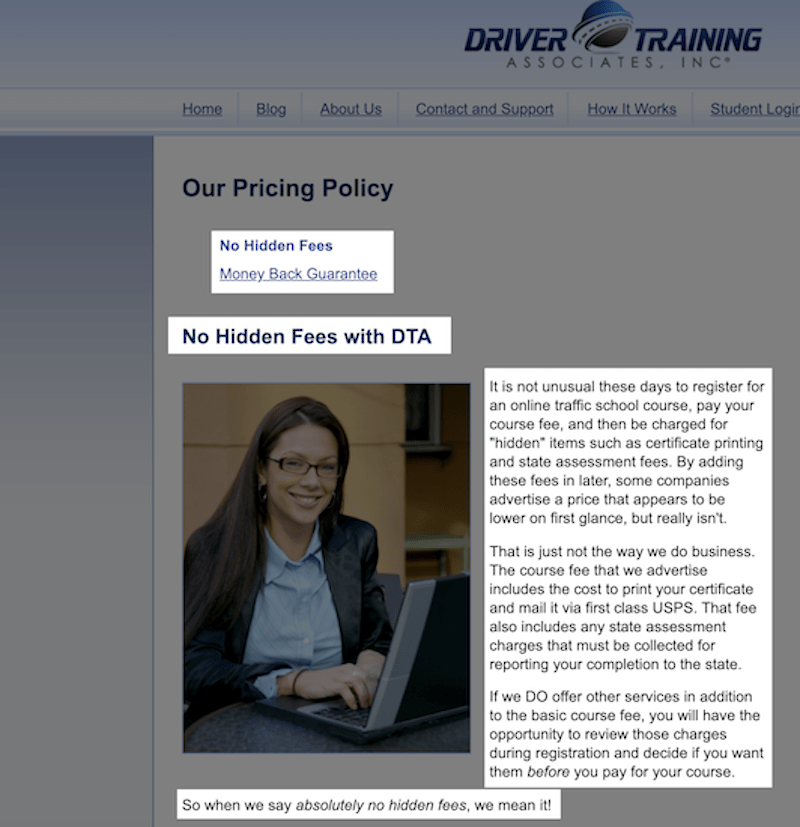 DRIVER TRAINING
ASSOCIATES, INC®
Home Blog About Us Contact and Support How It Works Student Login
Our Pricing Policy
No Hidden Fees
Money Back Guarantee
No Hidden Fees with DTA
It is not unusual these days to register for
an online traffic school course, pay your
course fee, and then be charged for
"hidden" items such as certificate printing
and state assessment fees. By adding
these fees in later, some companies
advertise a price that appears to be
lower on first glance, but really isn't.
That is just not the way we do business.
The course fee that we advertise
includes the cost to print your certificate
and mail it via first class USPS. That fee
also includes any state assessment
charges that must be collected for
reporting your completion to the state.
If we DO offer other services in addition
to the basic course fee, you will have the
opportunity to review those charges
during registration and decide if you want
them before you pay for your course.
So when we say absolutely no hidden fees, we mean it!